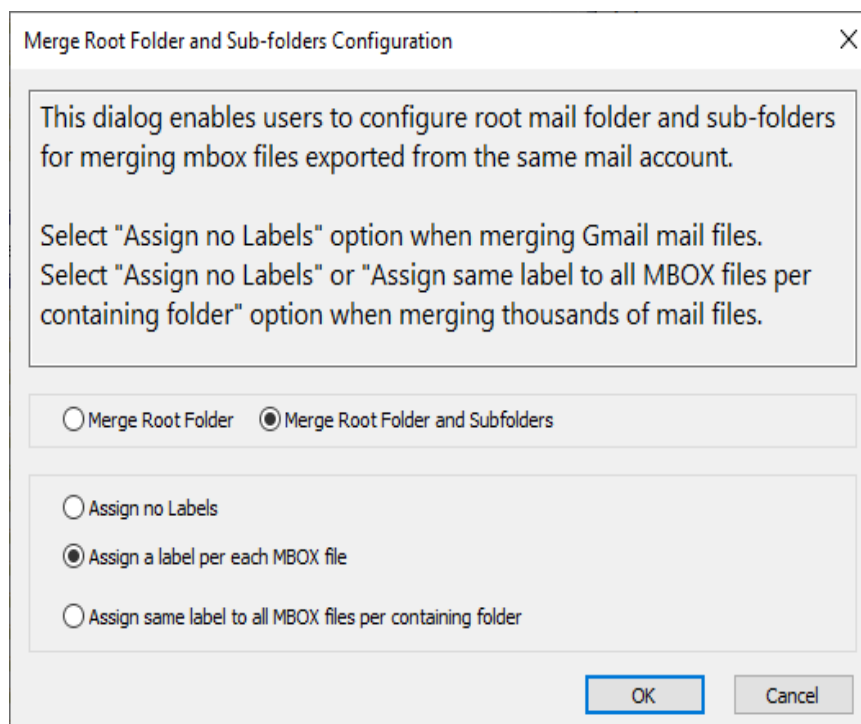 Merge Root Folder and Sub-folders Configuration
This dialog enables users to configure root mail folder and sub-folders
for merging mbox files exported from the same mail account.
Select "Assign no Labels" option when merging Gmail mail files.
Select "Assign no Labels" or "Assign same label to all MBOX files per
containing folder" option when merging thousands of mail files.
Merge Root Folder Merge Root Folder and Subfolders
Assign no Labels
Assign a label per each MBOX file
Assign same label to all MBOX files per containing folder
OK Cancel